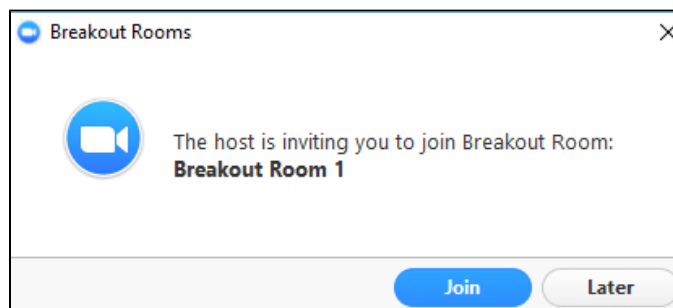 Breakout Rooms
The host is inviting you to join Breakout Room:
Breakout Room 1
Join
Later